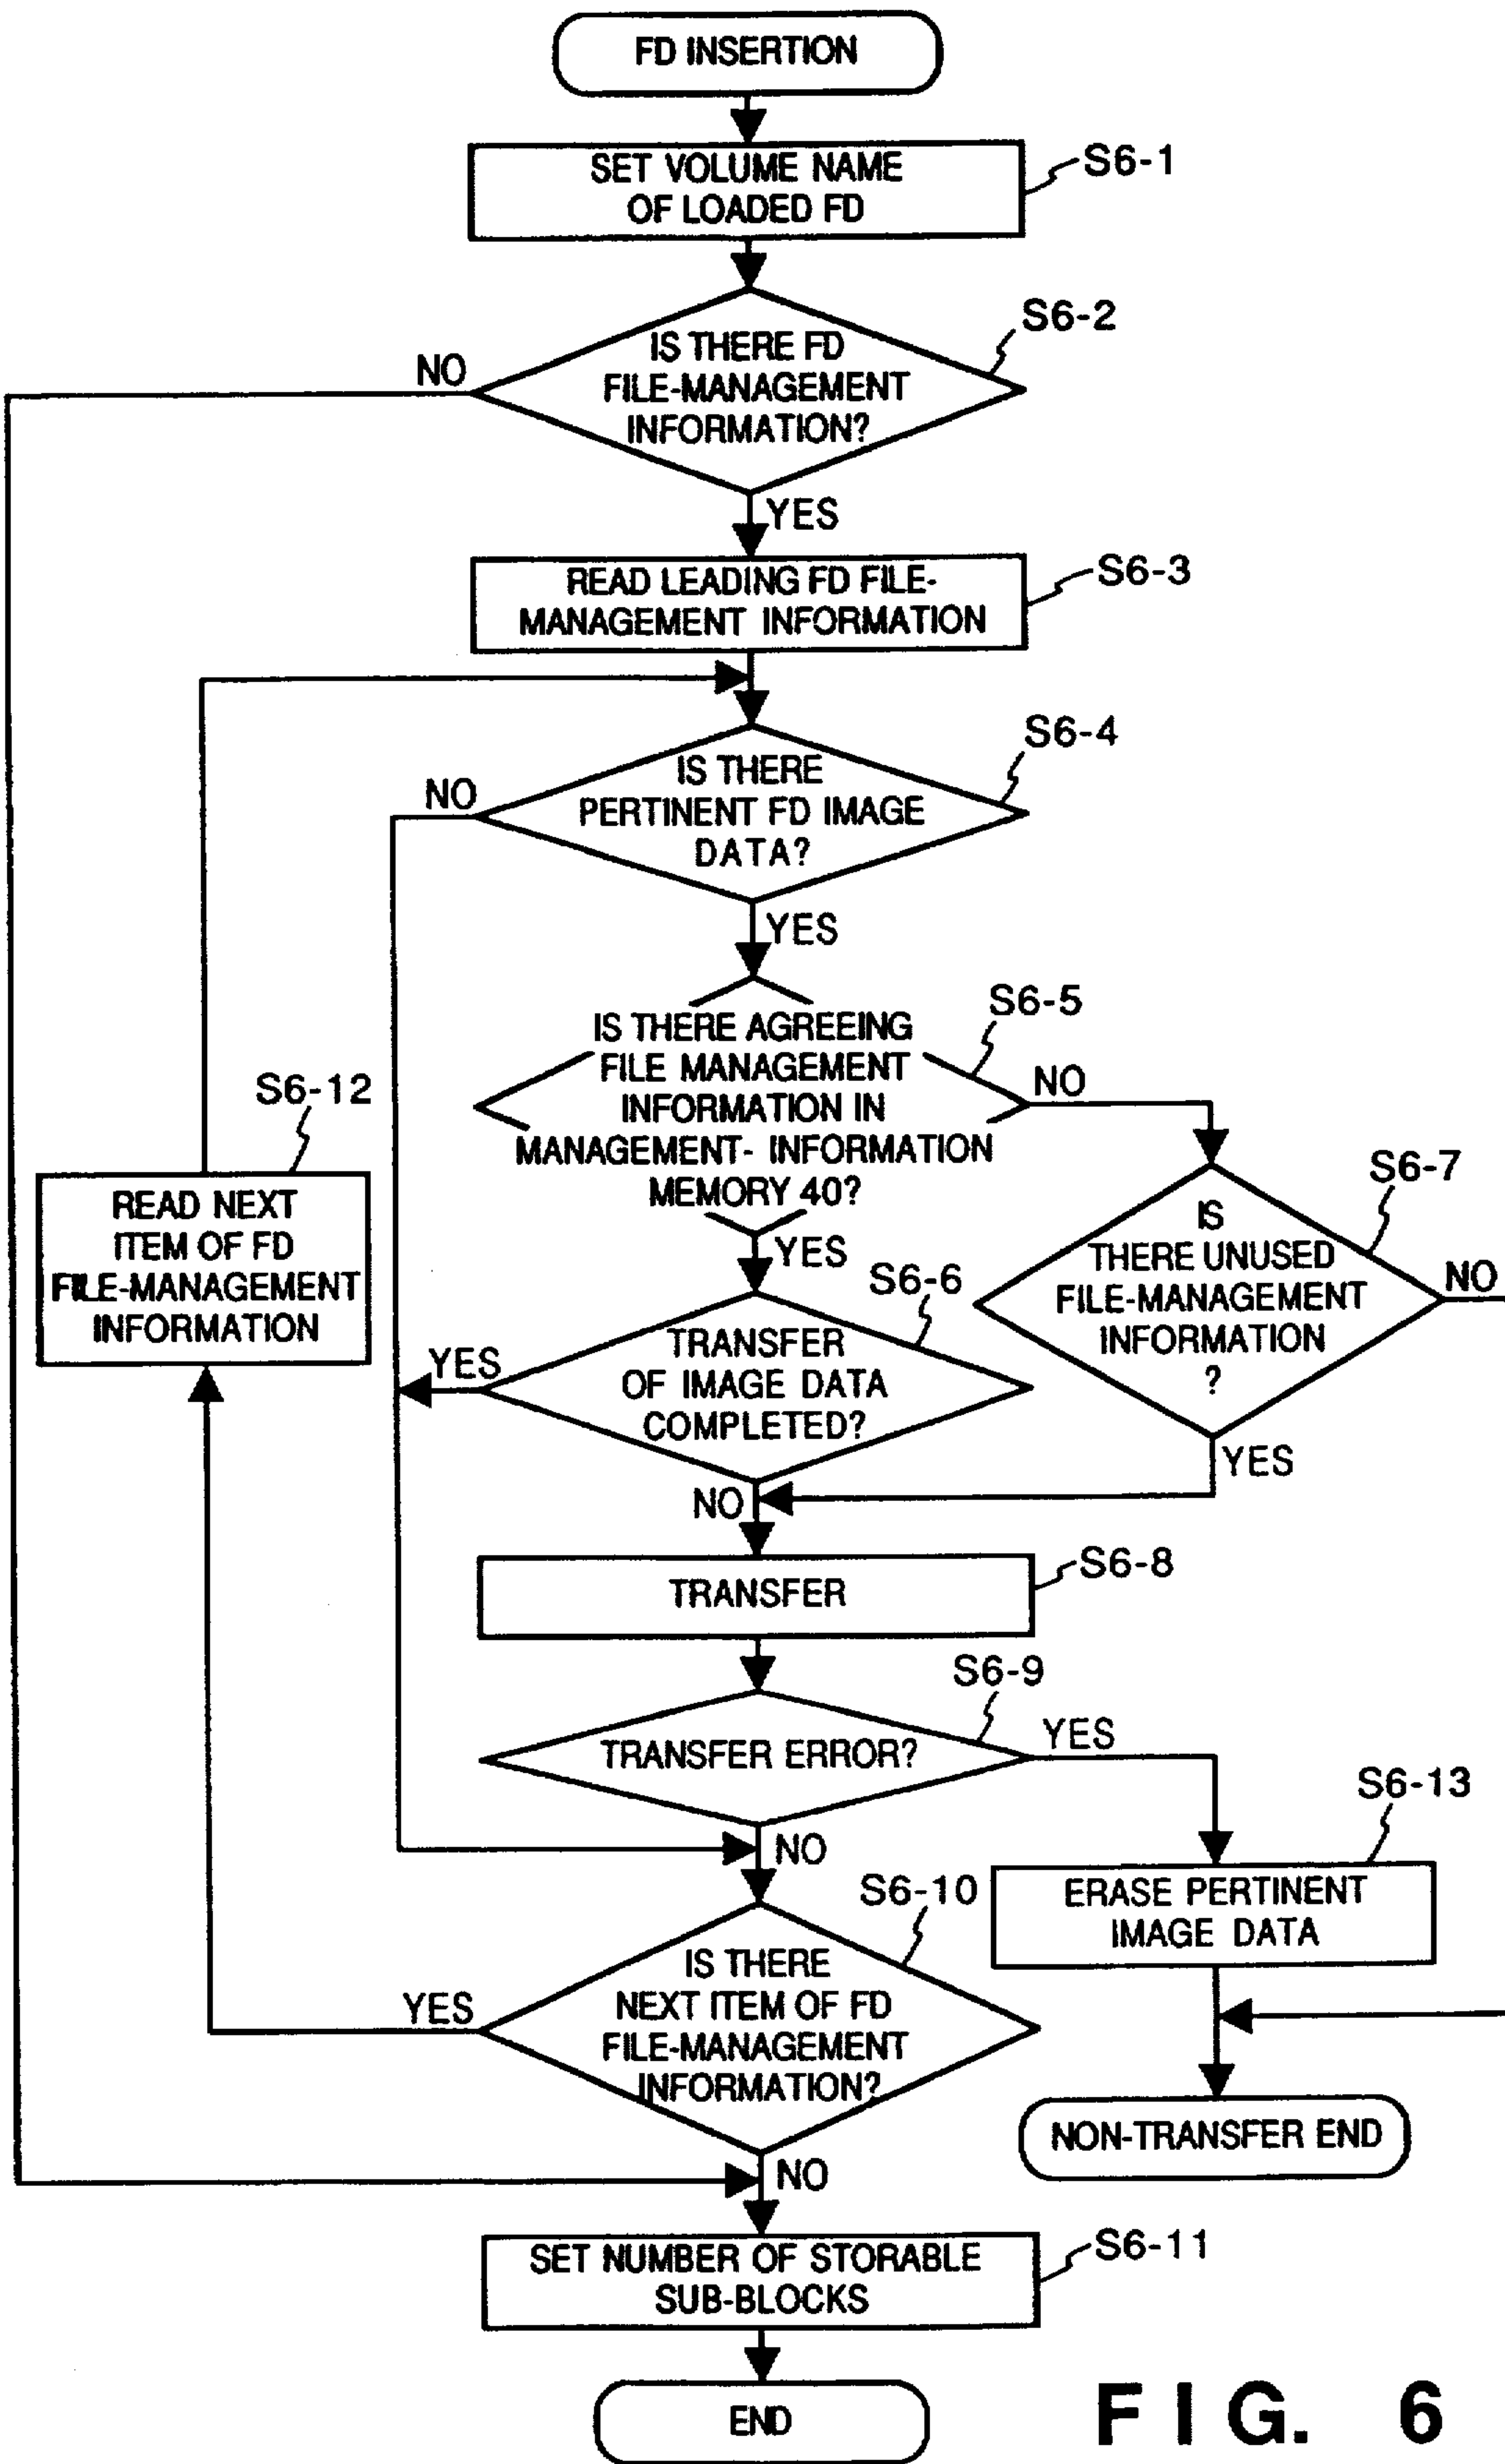 FD INSERTION
SET VOLUME NAME
OF LOADED FD
S6-1
IS THERE FD
FILE-MANAGEMENT
INFORMATION?
S6-2
NO
YES
READ LEADING FD FILE-
MANAGEMENT INFORMATION
S6-3
IS THERE
PERTINENT FD IMAGE
DATA?
S6-4
NO
YES
IS THERE AGREEING
FILE MANAGEMENT
INFORMATION IN
MANAGEMENT- INFORMATION
MEMORY 40?
S6-5
NO
YES
S6-12
READ NEXT
ITEM OF FD
FILE-MANAGEMENT
INFORMATION
S6-7
IS
THERE UNUSED
FILE-MANAGEMENT
INFORMATION
?
NO
YES
S6-6
TRANSFER
OF IMAGE DATA
COMPLETED?
YES
NO
TRANSFER
S6-8
TRANSFER ERROR?
S6-9
YES
NO
S6-13
ERASE PERTINENT
IMAGE DATA
S6-10
IS THERE
NEXT ITEM OF FD
FILE-MANAGEMENT
INFORMATION?
YES
NO
NON-TRANSFER END
SET NUMBER OF STORABLE
SUB-BLOCKS
S6-11
END
FIG. 6